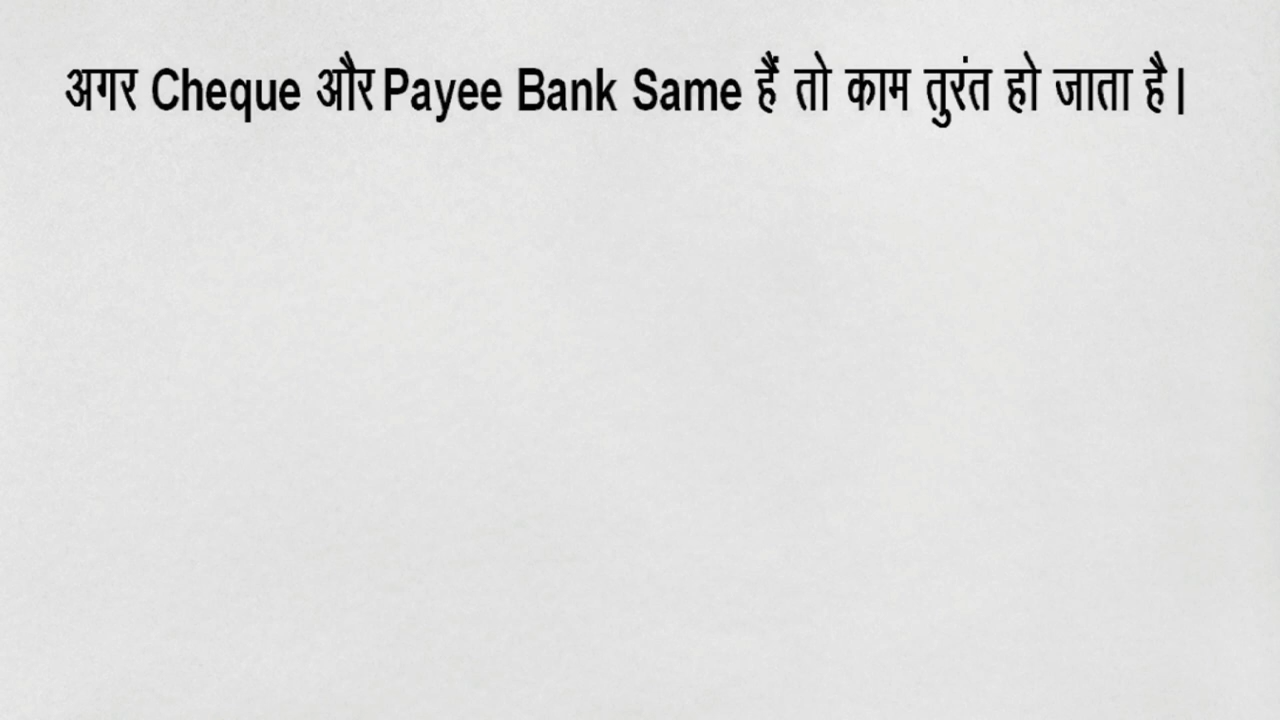 अगर Cheque और Payee Bank Same हैं तो काम तुरंत हो जाता है।